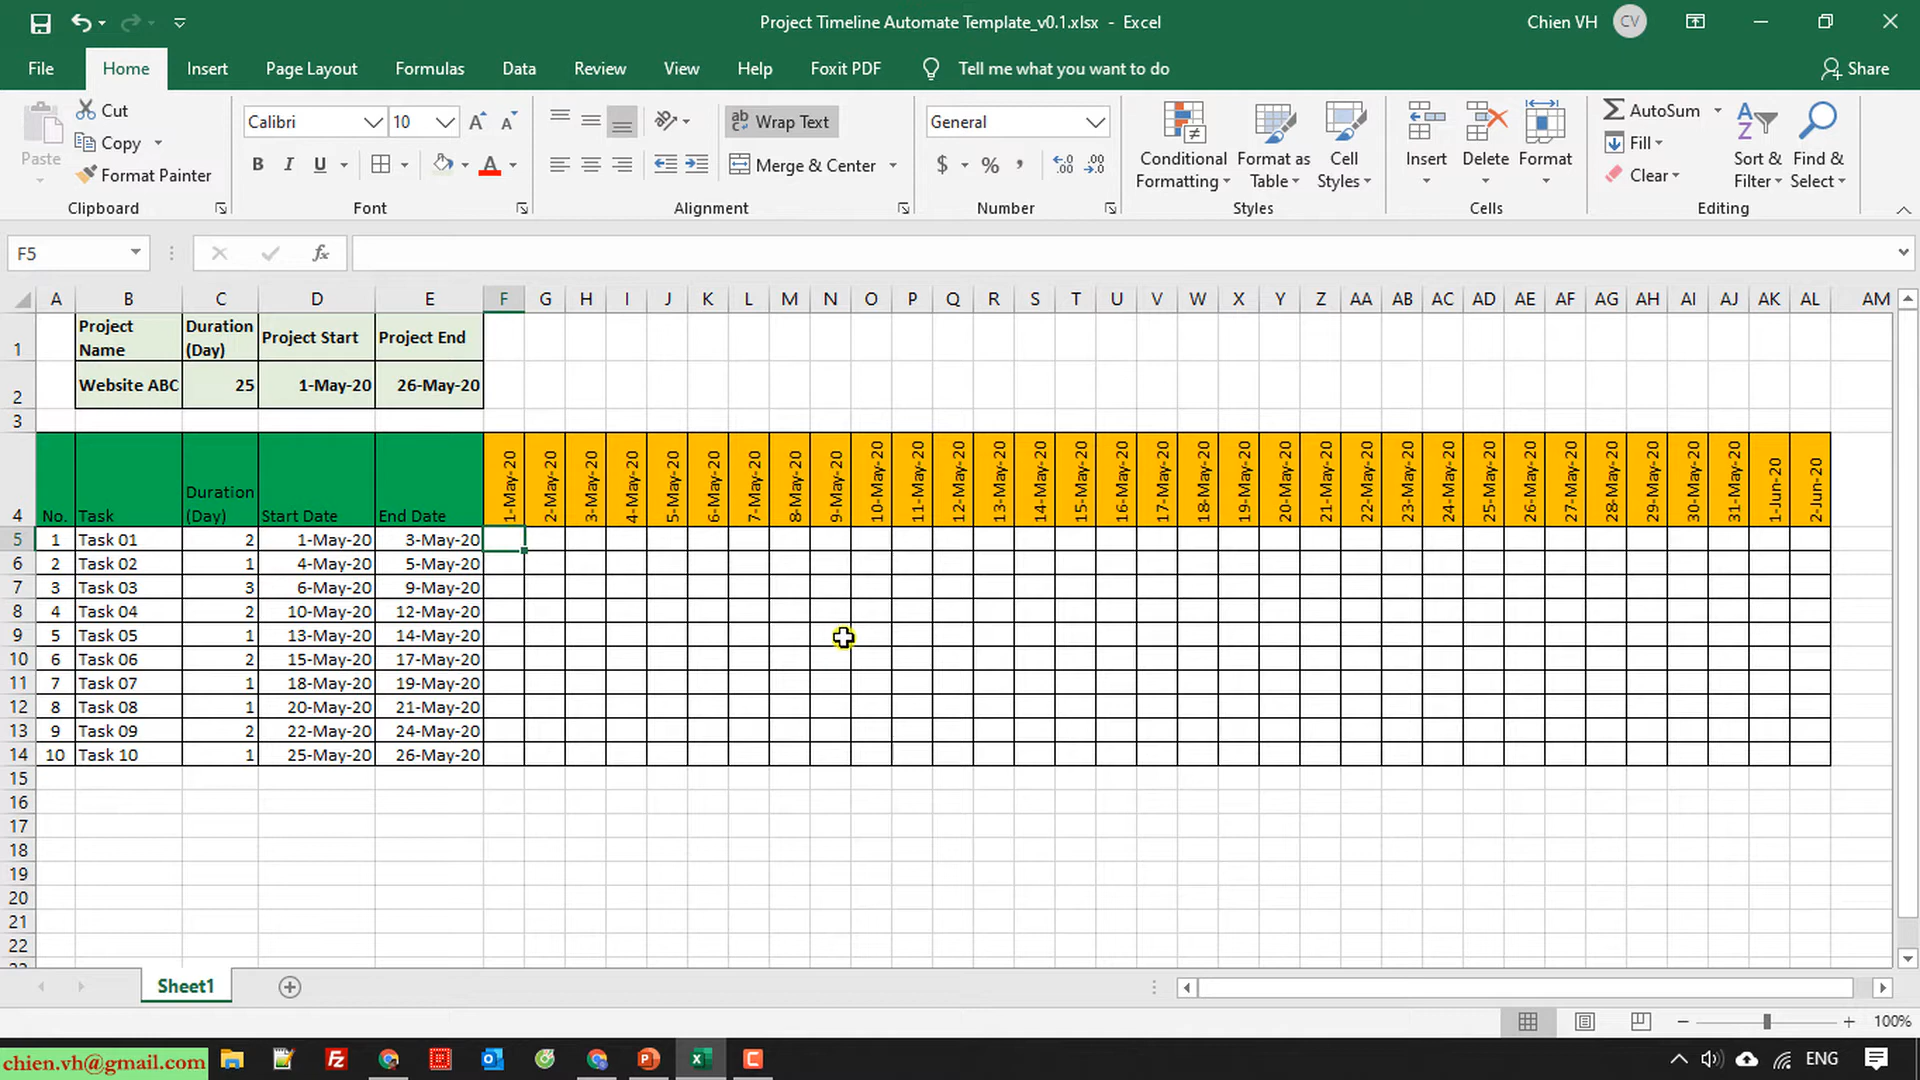 Project Timeline Automate Template_v0.1.xlsx - Excel
Chien VH
CV
File Home Insert Page Layout Formulas Data Review View Help Foxit PDF Tell me what you want to do Share
Paste
Cut
Copy
Format Painter
Clipboard
Calibri 10
B I U A
Font
Wrap Text
Merge & Center
Alignment
General
$ % ,
Number
Conditional Formatting
Format as Table
Cell Styles
Styles
Insert
Delete
Format
Cells
AutoSum
Fill
Clear
Sort & Filter
Find & Select
Editing
F5 fx
A B C D E F G H I J K L M N O P Q R S T U V W X Y Z AA AB AC AD AE AF AG AH AI AJ AK AL AM
1 Project Name Duration (Day) Project Start Project End
2 Website ABC 25 1-May-20 26-May-20
3
4 No. Task Duration (Day) Start Date End Date 1-May-20 2-May-20 3-May-20 4-May-20 5-May-20 6-May-20 7-May-20 8-May-20 9-May-20 10-May-20 11-May-20 12-May-20 13-May-20 14-May-20 15-May-20 16-May-20 17-May-20 18-May-20 19-May-20 20-May-20 21-May-20 22-May-20 23-May-20 24-May-20 25-May-20 26-May-20 27-May-20 28-May-20 29-May-20 30-May-20 31-May-20 1-Jun-20 2-Jun-20
5 1 Task 01 2 1-May-20 3-May-20
6 2 Task 02 1 4-May-20 5-May-20
7 3 Task 03 3 6-May-20 9-May-20
8 4 Task 04 2 10-May-20 12-May-20
9 5 Task 05 1 13-May-20 14-May-20
10 6 Task 06 2 15-May-20 17-May-20
11 7 Task 07 1 18-May-20 19-May-20
12 8 Task 08 1 20-May-20 21-May-20
13 9 Task 09 2 22-May-20 24-May-20
14 10 Task 10 1 25-May-20 26-May-20
15
16
17
18
19
20
21
22
Sheet1
100%
chien.vh@gmail.com
ENG